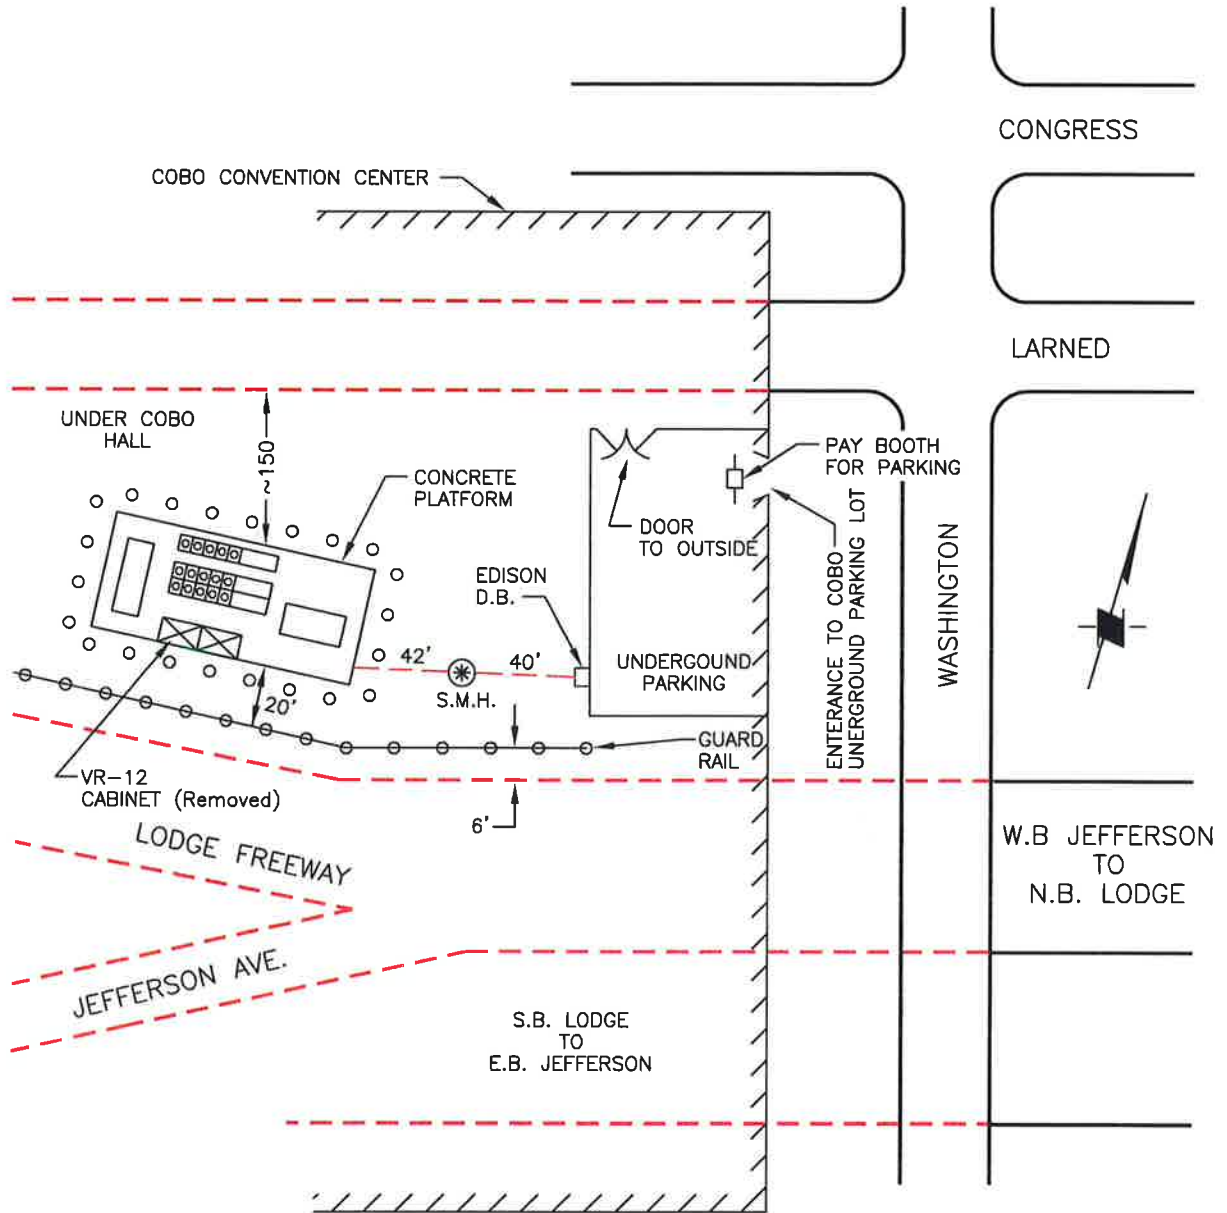 CONGRESS
COBO CONVENTION CENTER
LARNED
UNDER COBO
HALL
~150
CONCRETE
PLATFORM
PAY BOOTH
FOR PARKING
DOOR
TO OUTSIDE
EDISON
D.B.
ENTERANCE TO COBO
UNERGROUND PARKING LOT
WASHINGTON
42'
40'
S.M.H.
UNDERGOUND
PARKING
20'
GUARD
RAIL
VR-12
CABINET (Removed)
6'
LODGE FREEWAY
W.B JEFFERSON
TO
N.B. LODGE
JEFFERSON AVE.
S.B. LODGE
TO
E.B. JEFFERSON